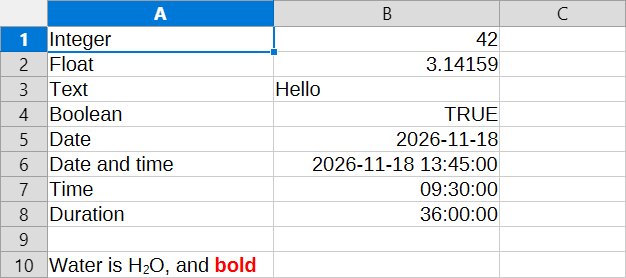 A B C
1 Integer 42
2 Float 3.14159
3 Text Hello
4 Boolean TRUE
5 Date 2026-11-18
6 Date and time 2026-11-18 13:45:00
7 Time 09:30:00
8 Duration 36:00:00
9
10 Water is H₂O, and bold